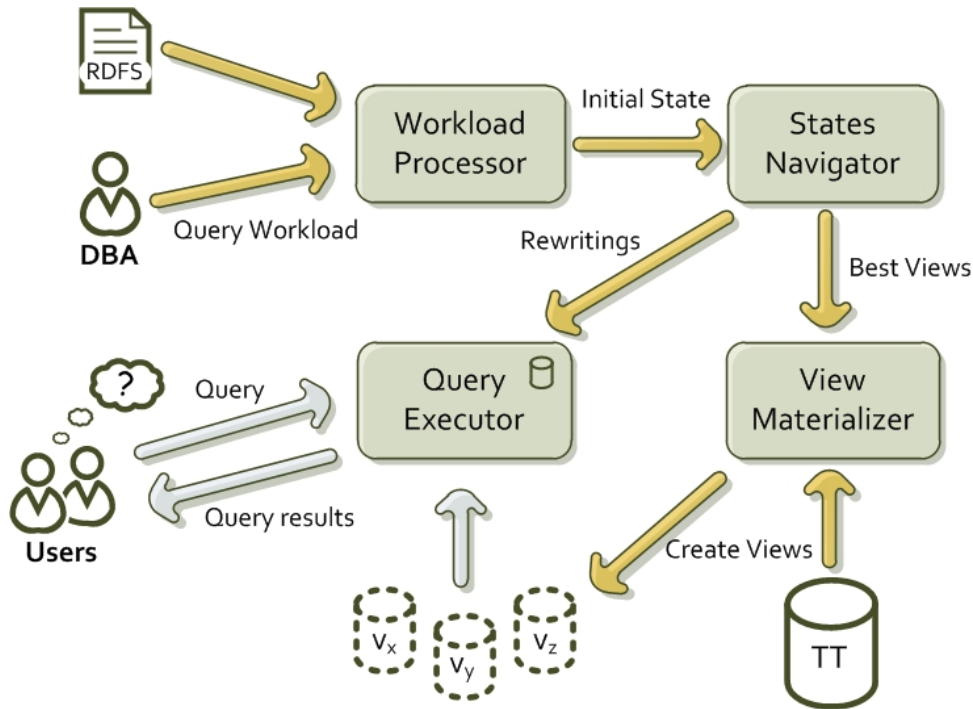 RDFS
Workload
Processor
Initial State
States
Navigator
DBA
Query Workload
Rewritings
Best Views
?
Query
Query
Executor
View
Materializer
Users
Query results
Create Views
vx
vy
vz
TT